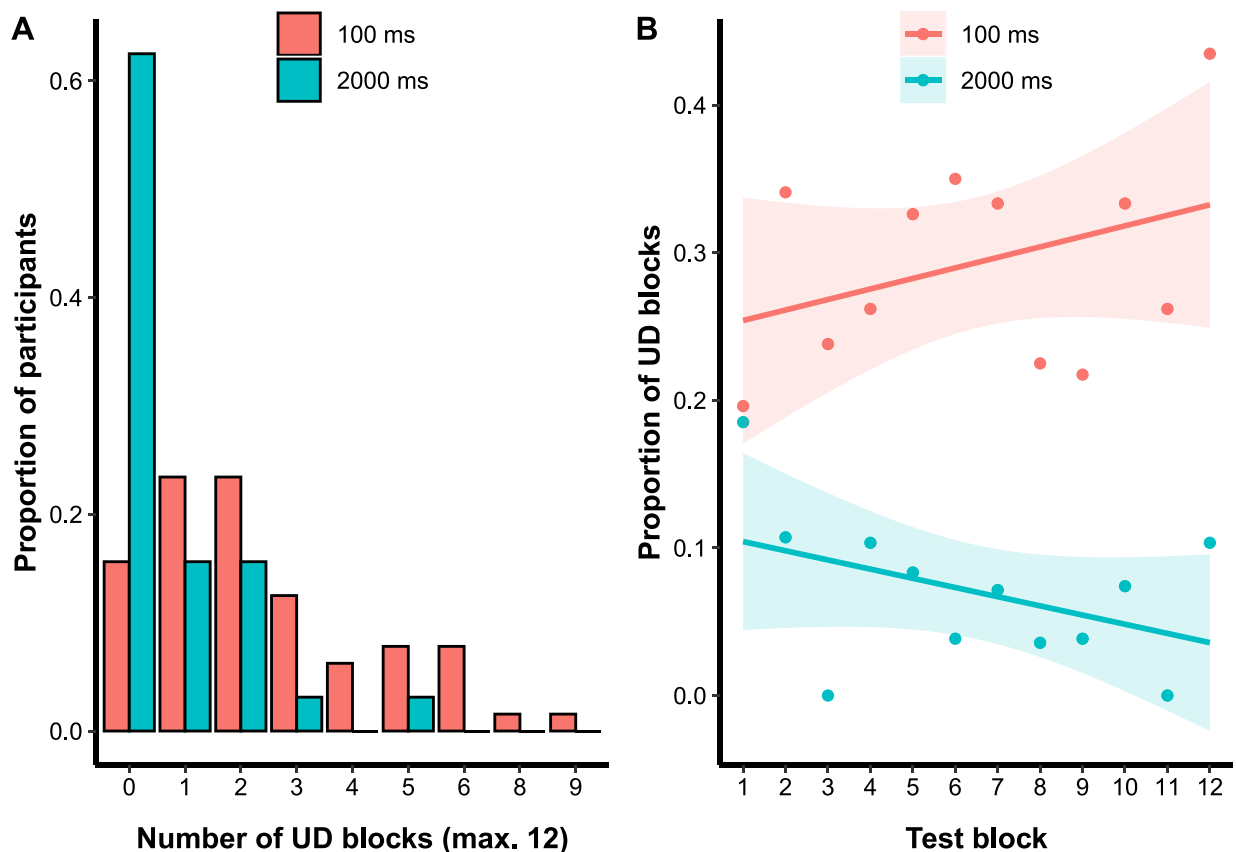 A
100 ms
2000 ms
Proportion of participants
0.6
0.4
0.2
0.0
0 1 2 3 4 5 6 8 9
Number of UD blocks (max. 12)
B
100 ms
2000 ms
Proportion of UD blocks
0.4
0.3
0.2
0.1
0.0
1 2 3 4 5 6 7 8 9 10 11 12
Test block